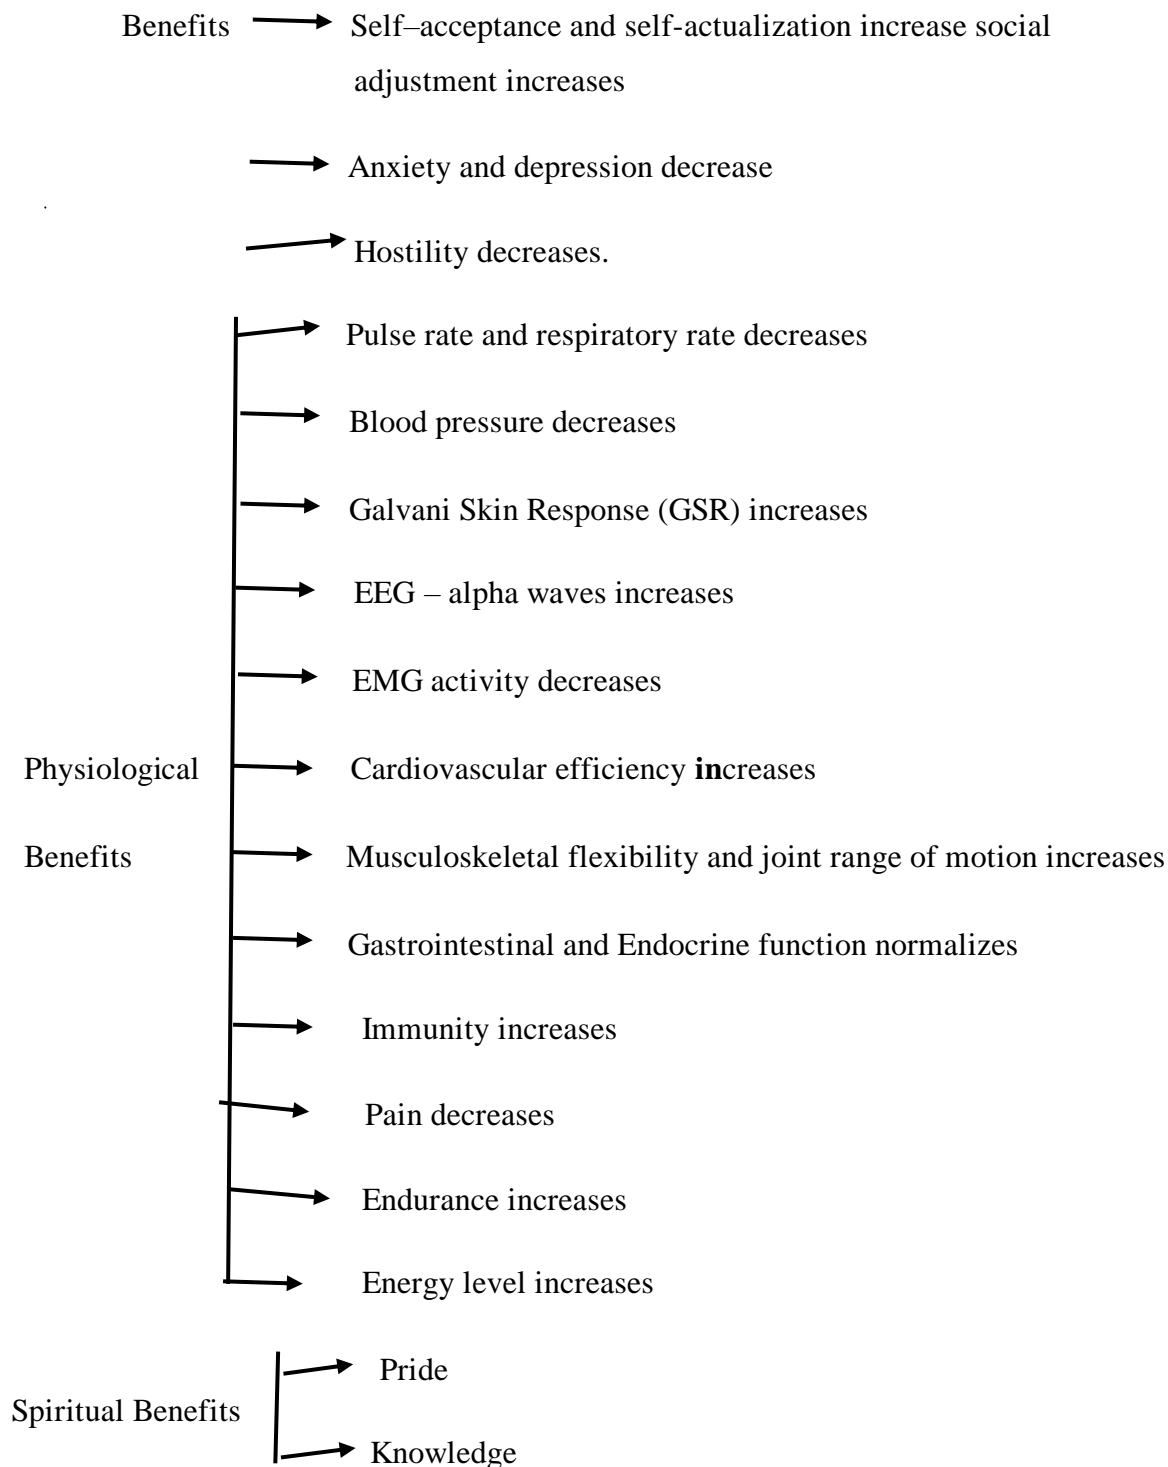 Benefits Self–acceptance and self-actualization increase social
adjustment increases
Anxiety and depression decrease
Hostility decreases.
Pulse rate and respiratory rate decreases
Blood pressure decreases
Galvani Skin Response (GSR) increases
EEG – alpha waves increases
EMG activity decreases
Physiological Cardiovascular efficiency increases
Benefits Musculoskeletal flexibility and joint range of motion increases
Gastrointestinal and Endocrine function normalizes
Immunity increases
Pain decreases
Endurance increases
Energy level increases
Pride
Spiritual Benefits
Knowledge